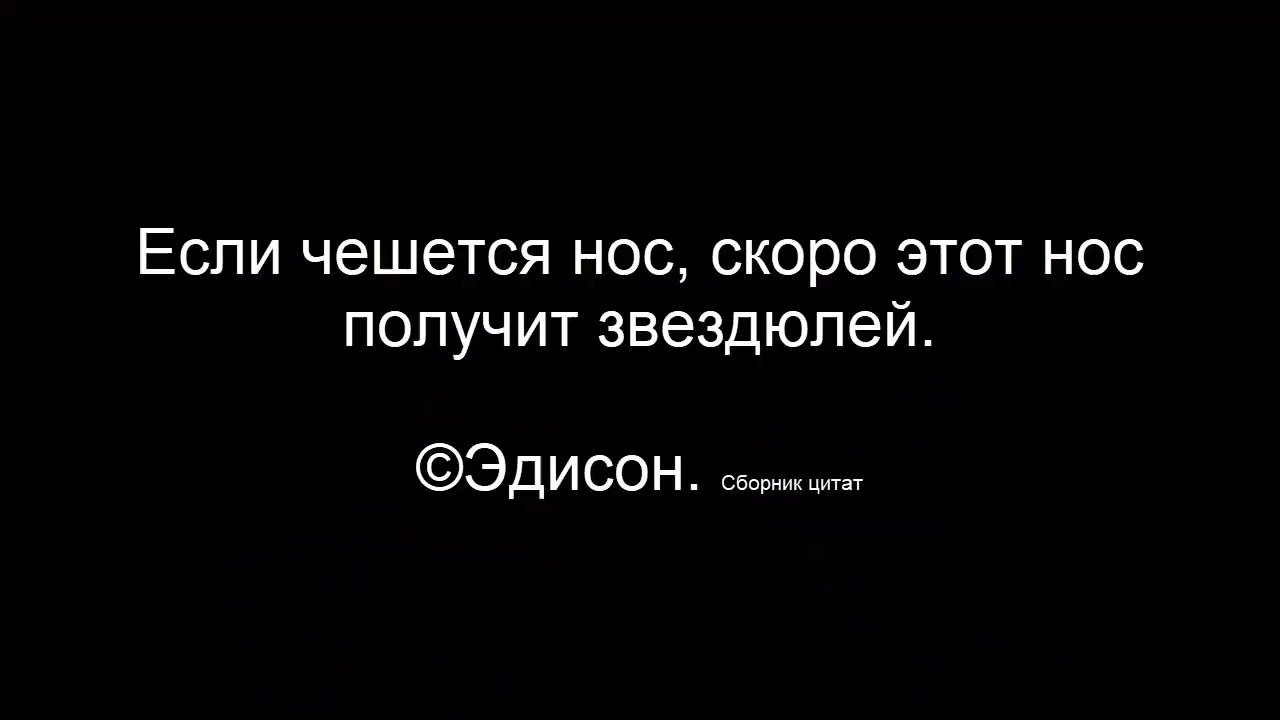 Если чешется нос, скоро этот нос
получит звездюлей.
©Эдисон. Сборник цитат